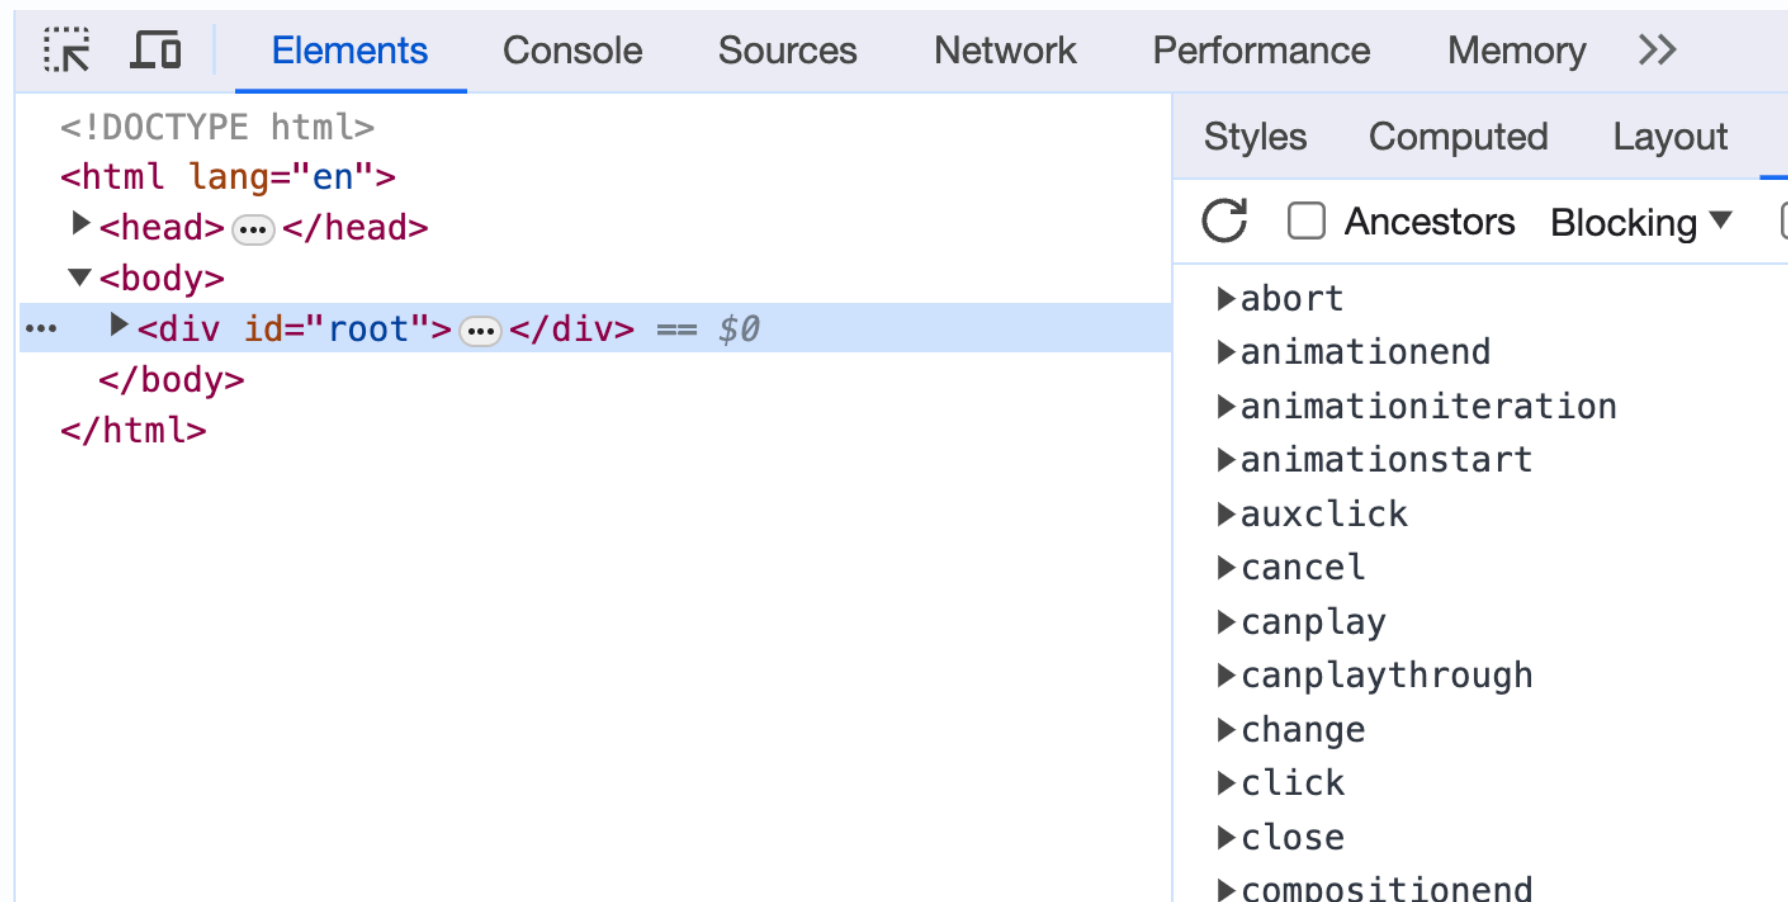 Elements Console Sources Network Performance Memory
<!DOCTYPE html>
<html lang="en">
<head> ... </head>
<body>
... <div id="root"> ... </div> == $0
</body>
</html>
Styles Computed Layout
Ancestors Blocking
abort
animationend
animationiteration
animationstart
auxclick
cancel
canplay
canplaythrough
change
click
close
compositionend